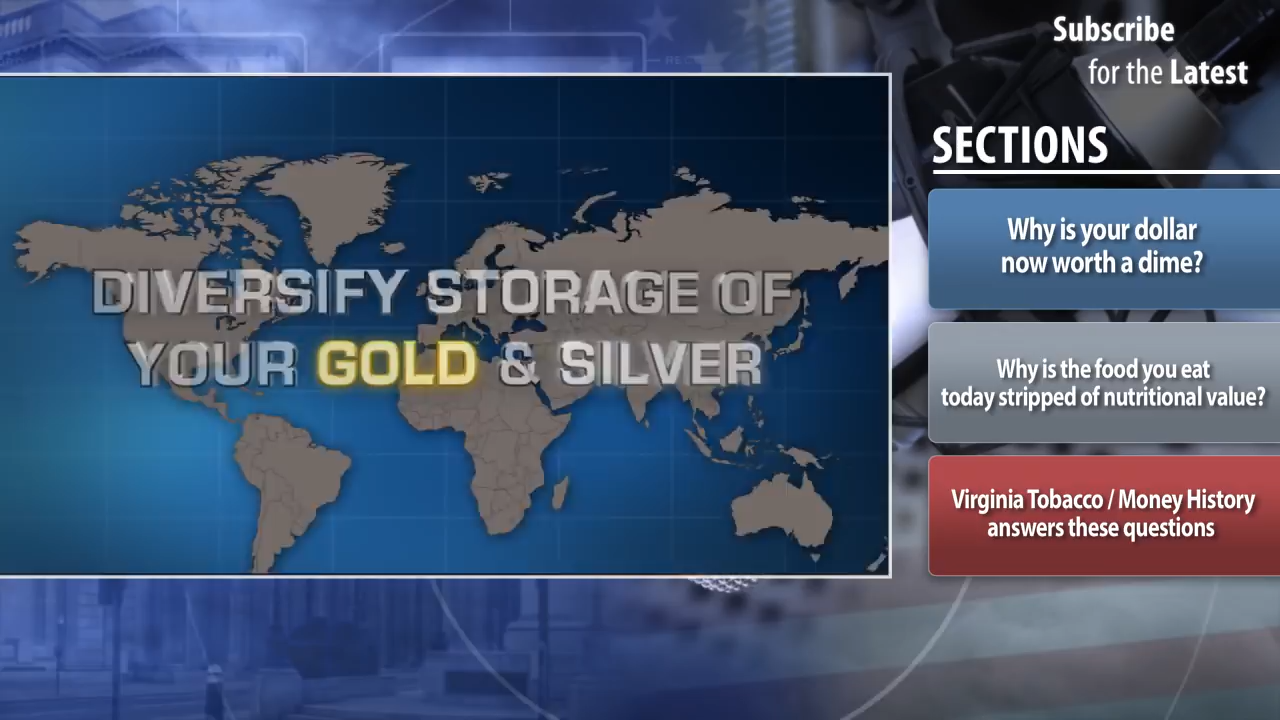 Subscribe
for the Latest
SECTIONS
DIVERSIFY STORAGE OF
YOUR GOLD & SILVER
Why is your dollar
now worth a dime?
Why is the food you eat
today stripped of nutritional value?
Virginia Tobacco / Money History
answers these questions